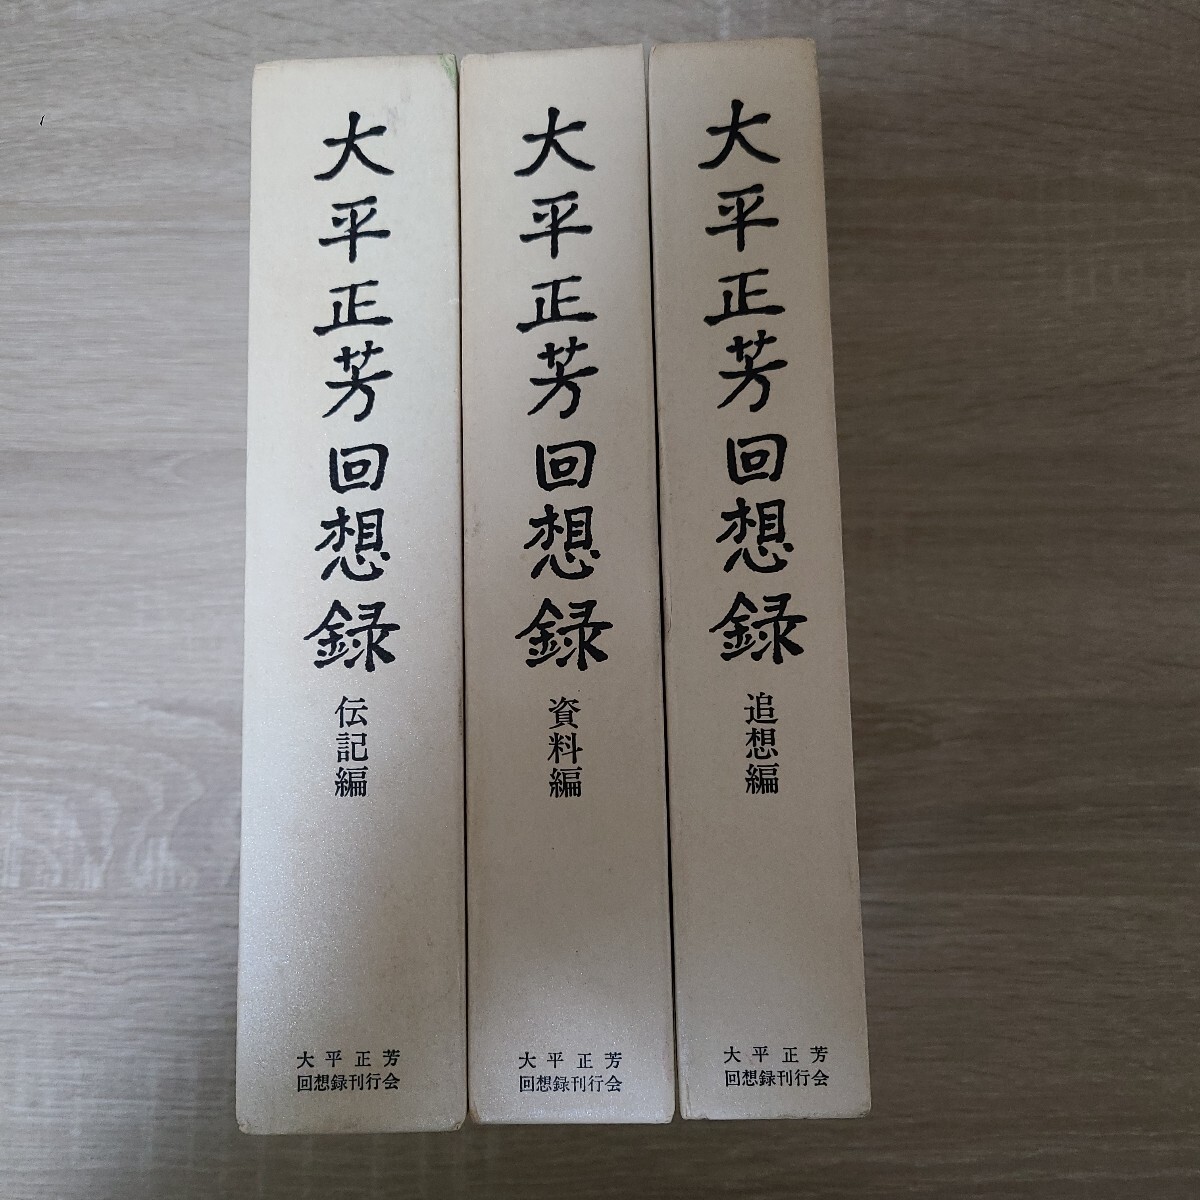 大平正芳回想録
伝記編
大平正芳
回想録刊行会
大平正芳回想録
資料編
大平正芳
回想録刊行会
大平正芳回想録
追想編
大平正芳
回想録刊行会